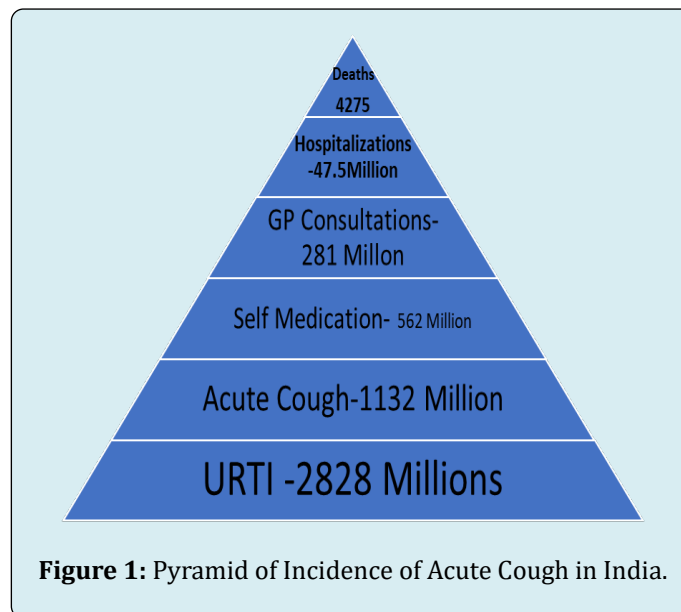 Deaths
4275
Hospitalizations
-47.5Million
GP Consultations-
281 Millon
Self Medication- 562 Million
Acute Cough-1132 Million
URTI -2828 Millions
Figure 1: Pyramid of Incidence of Acute Cough in India.